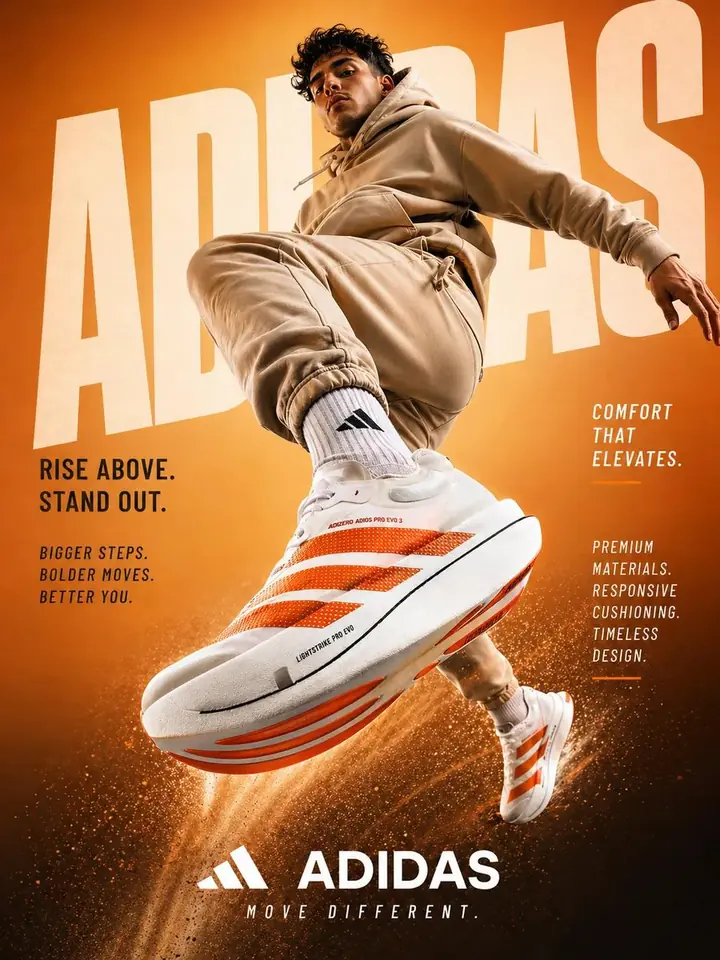 ADIDAS
RISE ABOVE.
STAND OUT.
BIGGER STEPS.
BOLDER MOVES.
BETTER YOU.
COMFORT
THAT
ELEVATES.
PREMIUM
MATERIALS.
RESPONSIVE
CUSHIONING.
TIMELESS
DESIGN.
ADIZERO ADIOS PRO EVO 3
LIGHTSTRIKE PRO EVO
ADIDAS
MOVE DIFFERENT.